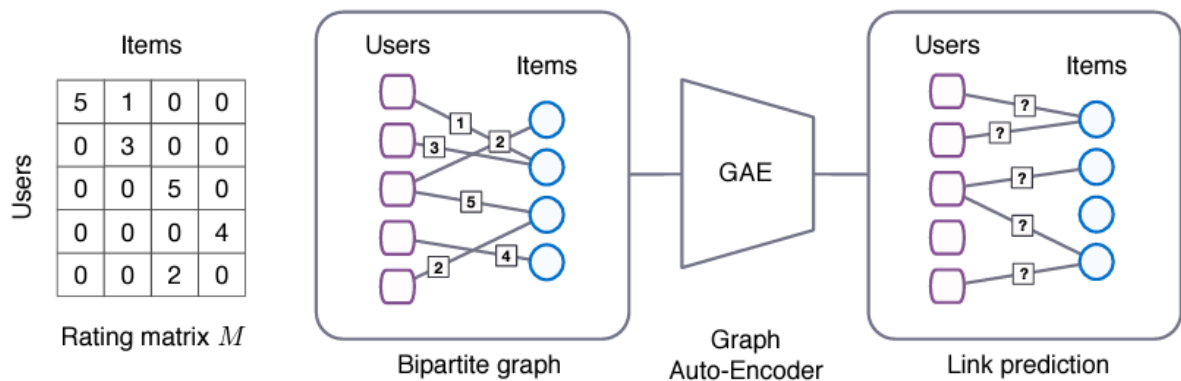 Items
Users
5 1 0 0
0 3 0 0
0 0 5 0
0 0 0 4
0 0 2 0
Rating matrix M
Users
Items
1
2
3
5
4
2
Bipartite graph
GAE
Graph
Auto-Encoder
Users
Items
?
?
?
?
?
Link prediction